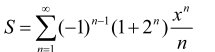 $S = \sum_{n=1}^{\infty} (-1)^{n-1} (1 + 2^n) \frac{x^n}{n}$